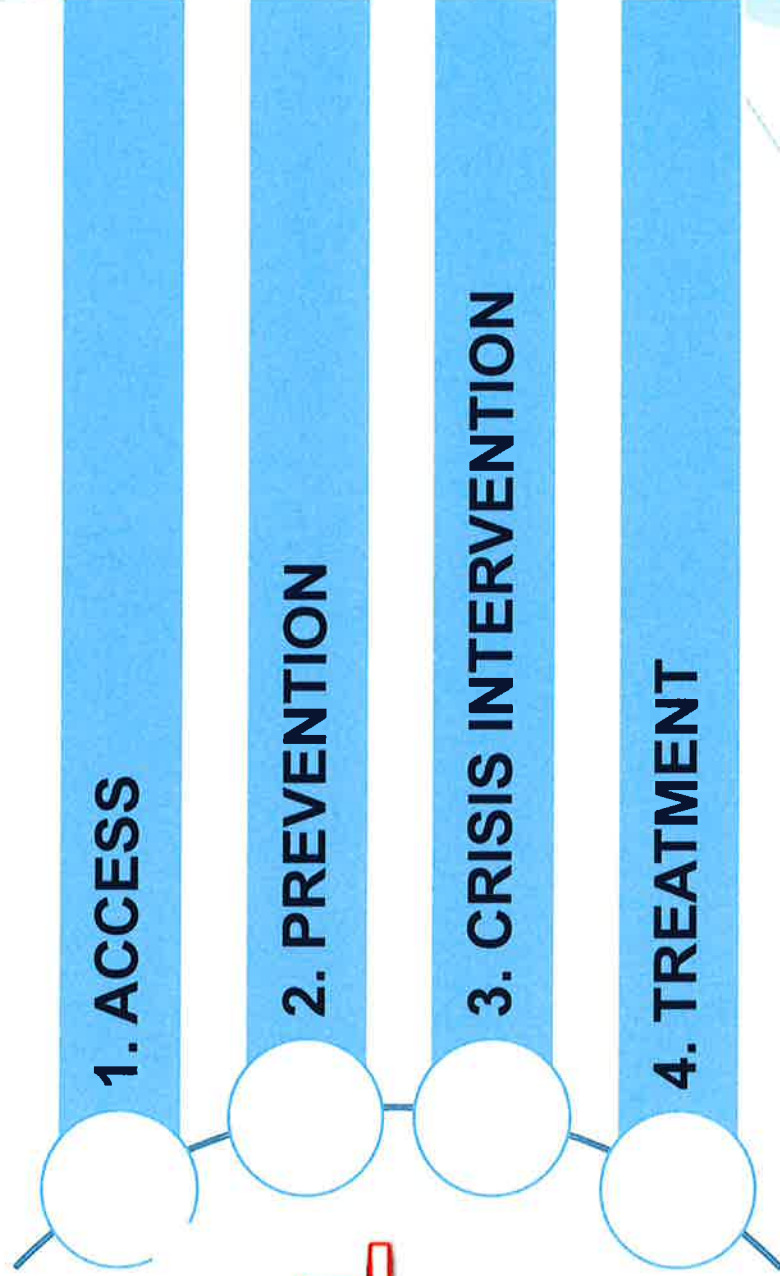 1. ACCESS
2. PREVENTION
3. CRISIS INTERVENTION
4. TREATMENT